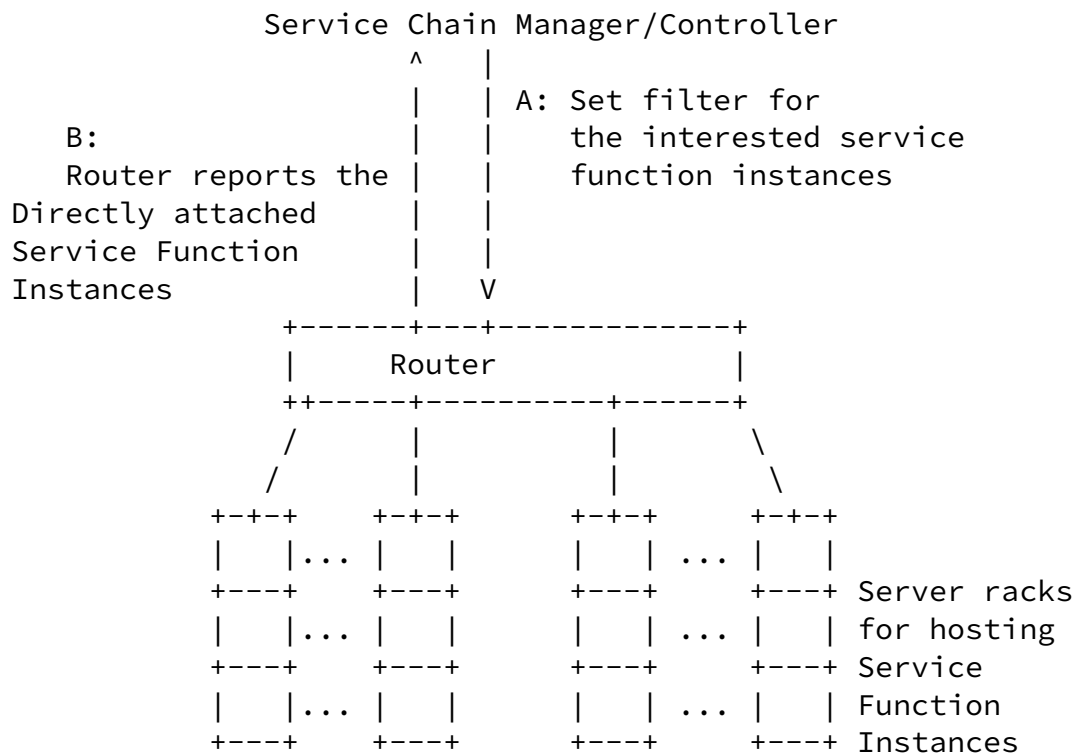 Service Chain Manager/Controller
A: Set filter for
B: the interested service
Router reports the function instances
Directly attached
Service Function
Instances
Router
...  ...
Server racks
...  ... for hosting
Service
...  ... Function
Instances